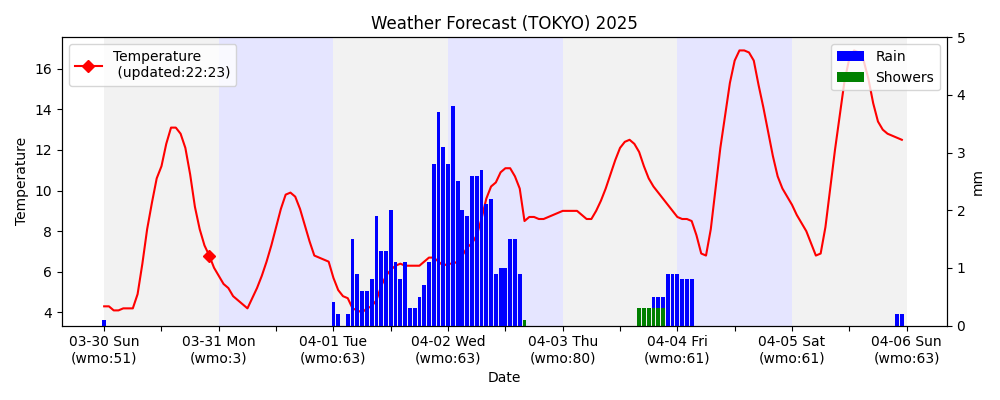 Weather Forecast (TOKYO) 2025
Temperature
(updated:22:23)
Rain
Showers
Temperature
16
14
12
10
8
6
4
5
4
3
2
1
0
mm
03-30 Sun
(wmo:51)
03-31 Mon
(wmo:3)
04-01 Tue
(wmo:63)
04-02 Wed
(wmo:63)
04-03 Thu
(wmo:80)
04-04 Fri
(wmo:61)
04-05 Sat
(wmo:61)
04-06 Sun
(wmo:63)
Date